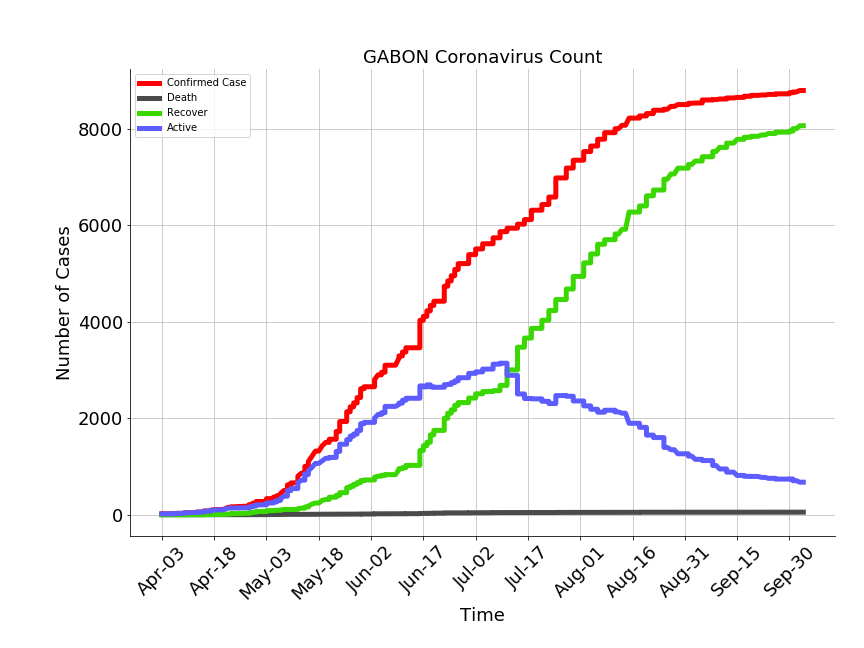 GABON Coronavirus Count
Confirmed Case
Death
Recover
Active
8000
6000
4000
2000
0
Number of Cases
Apr-03
Apr-18
May-03
May-18
Jun-02
Jun-17
Jul-02
Jul-17
Aug-01
Aug-16
Aug-31
Sep-15
Sep-30
Time